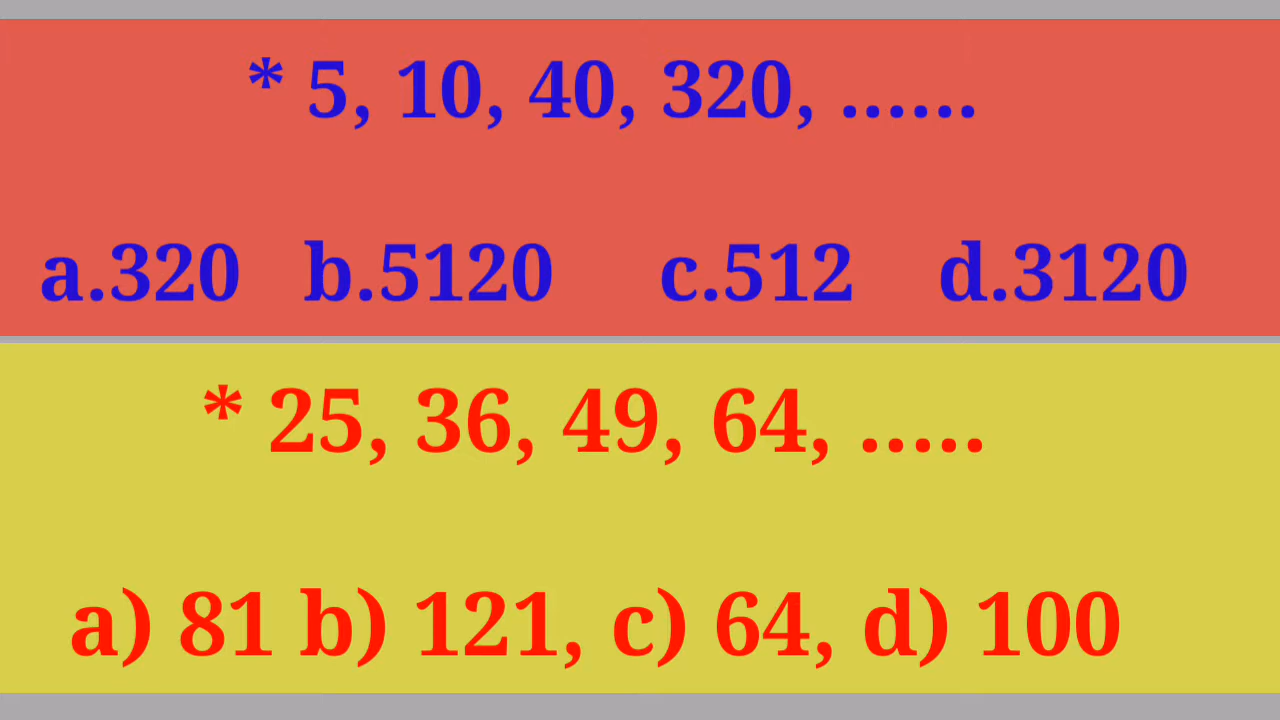 * 5, 10, 40, 320, ......
a.320 b.5120 c.512 d.3120
* 25, 36, 49, 64, .....
a) 81 b) 121, c) 64, d) 100